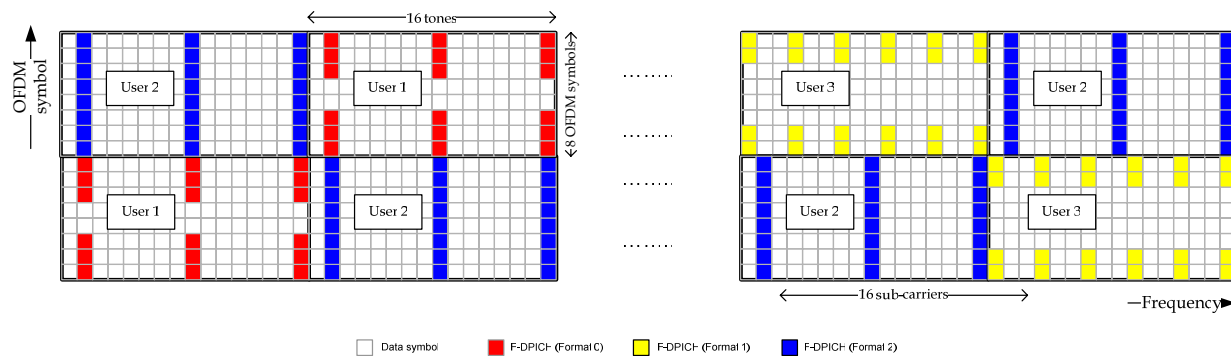 16 tones
OFDM
symbol
8 OFDM symbols
User 2
User 1
User 3
User 2
User 1
User 2
User 2
User 3
16 sub-carriers
Frequency
Data symbol
F-DPICH (Format 0)
F-DPICH (Format 1)
F-DPICH (Format 2)